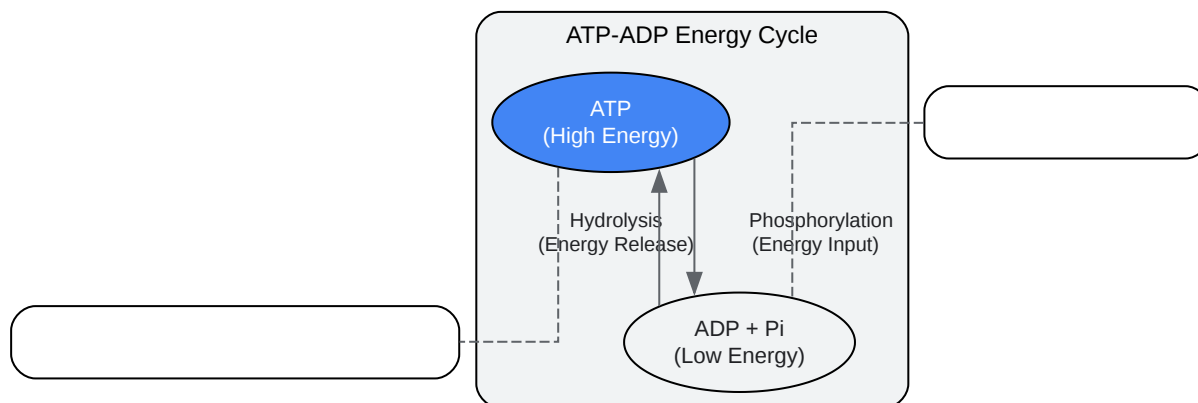 ATP-ADP Energy Cycle
ATP
(High Energy)
Hydrolysis
(Energy Release)
Phosphorylation
(Energy Input)
ADP + Pi
(Low Energy)